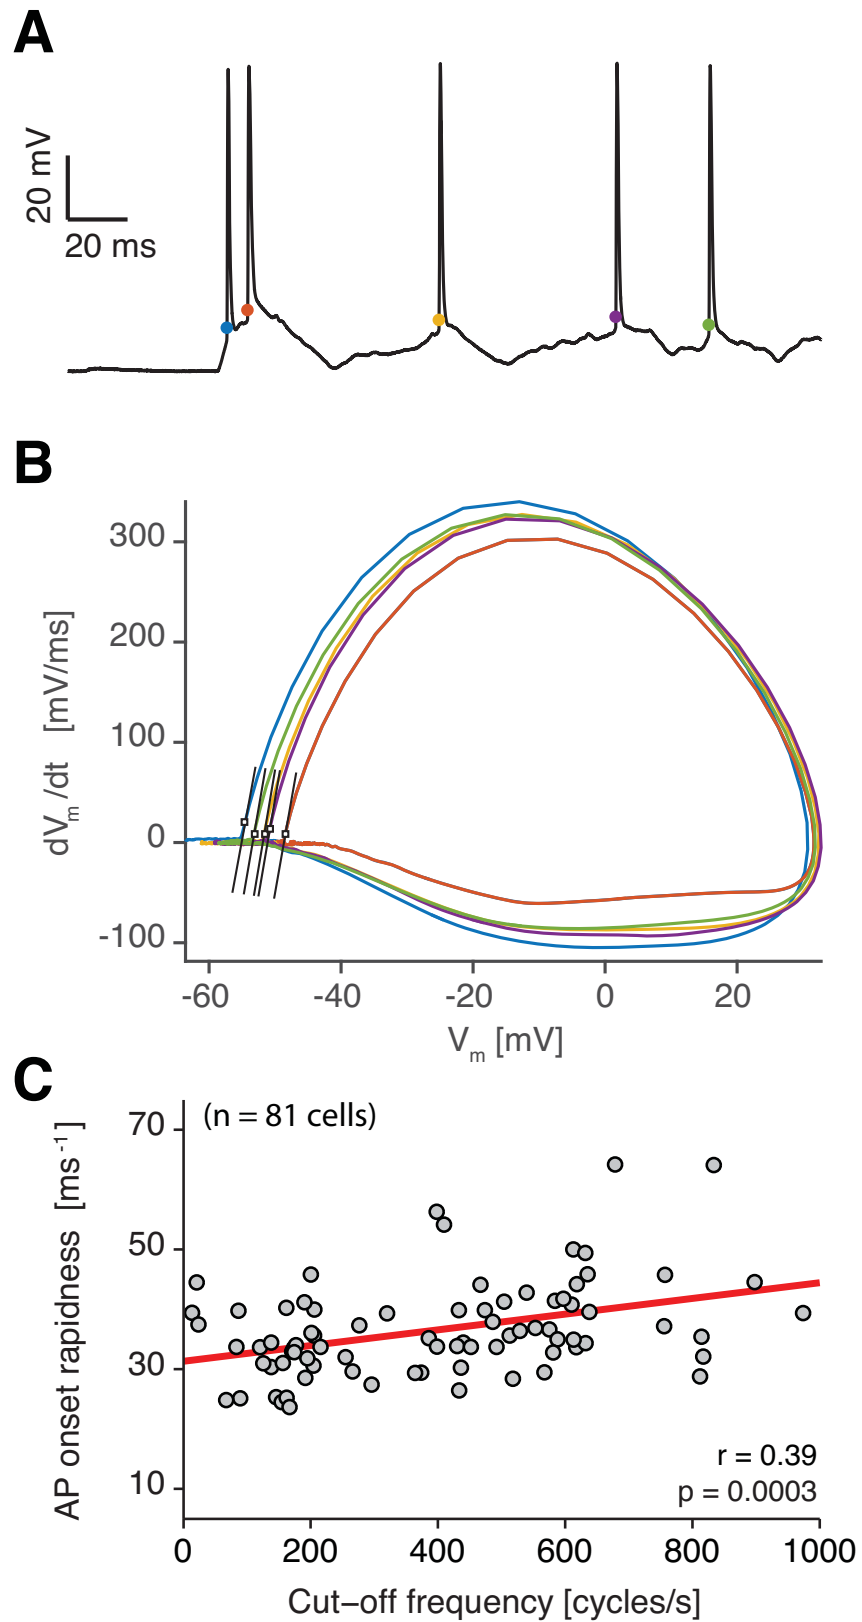 A
20 mV
20 ms
B
300
200
100
0
-100
dVm/dt [mV/ms]
-60 -40 -20 0 20
Vm [mV]
C
(n = 81 cells)
70
50
30
10
AP onset rapidness [ms-1]
r = 0.39
p = 0.0003
0 200 400 600 800 1000
Cut−off frequency [cycles/s]